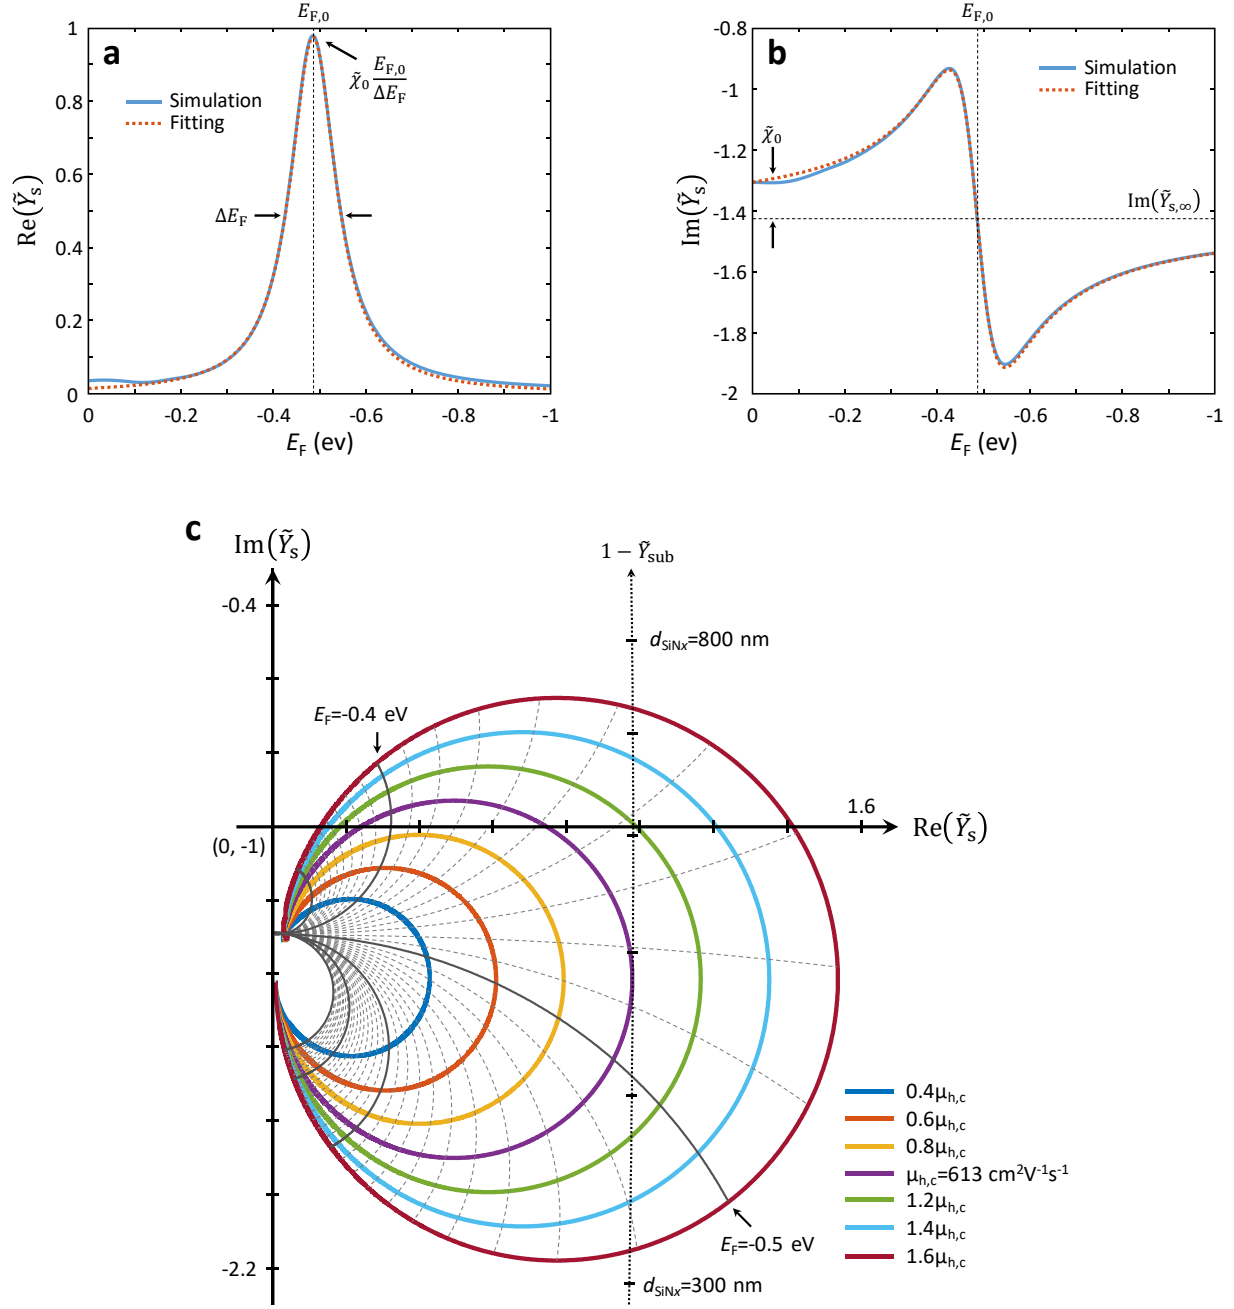 a
E_F,0
1
0.8
0.6
0.4
0.2
0
Re(Ỹ_s)
χ̃_0 E_F,0/ΔE_F
Simulation
Fitting
ΔE_F
0 -0.2 -0.4 -0.6 -0.8 -1
E_F (ev)
b
E_F,0
-0.8
-1
-1.2
-1.4
-1.6
-1.8
-2
Im(Ỹ_s)
Simulation
Fitting
χ̃_0
Im(Ỹ_s,∞)
0 -0.2 -0.4 -0.6 -0.8 -1
E_F (ev)
c
Im(Ỹ_s)
1 − Ỹ_sub
-0.4
d_SiNx=800 nm
E_F=-0.4 eV
1.6
Re(Ỹ_s)
(0, -1)
0.4μ_h,c
0.6μ_h,c
0.8μ_h,c
μ_h,c=613 cm²V⁻¹s⁻¹
1.2μ_h,c
1.4μ_h,c
1.6μ_h,c
E_F=-0.5 eV
-2.2
d_SiNx=300 nm